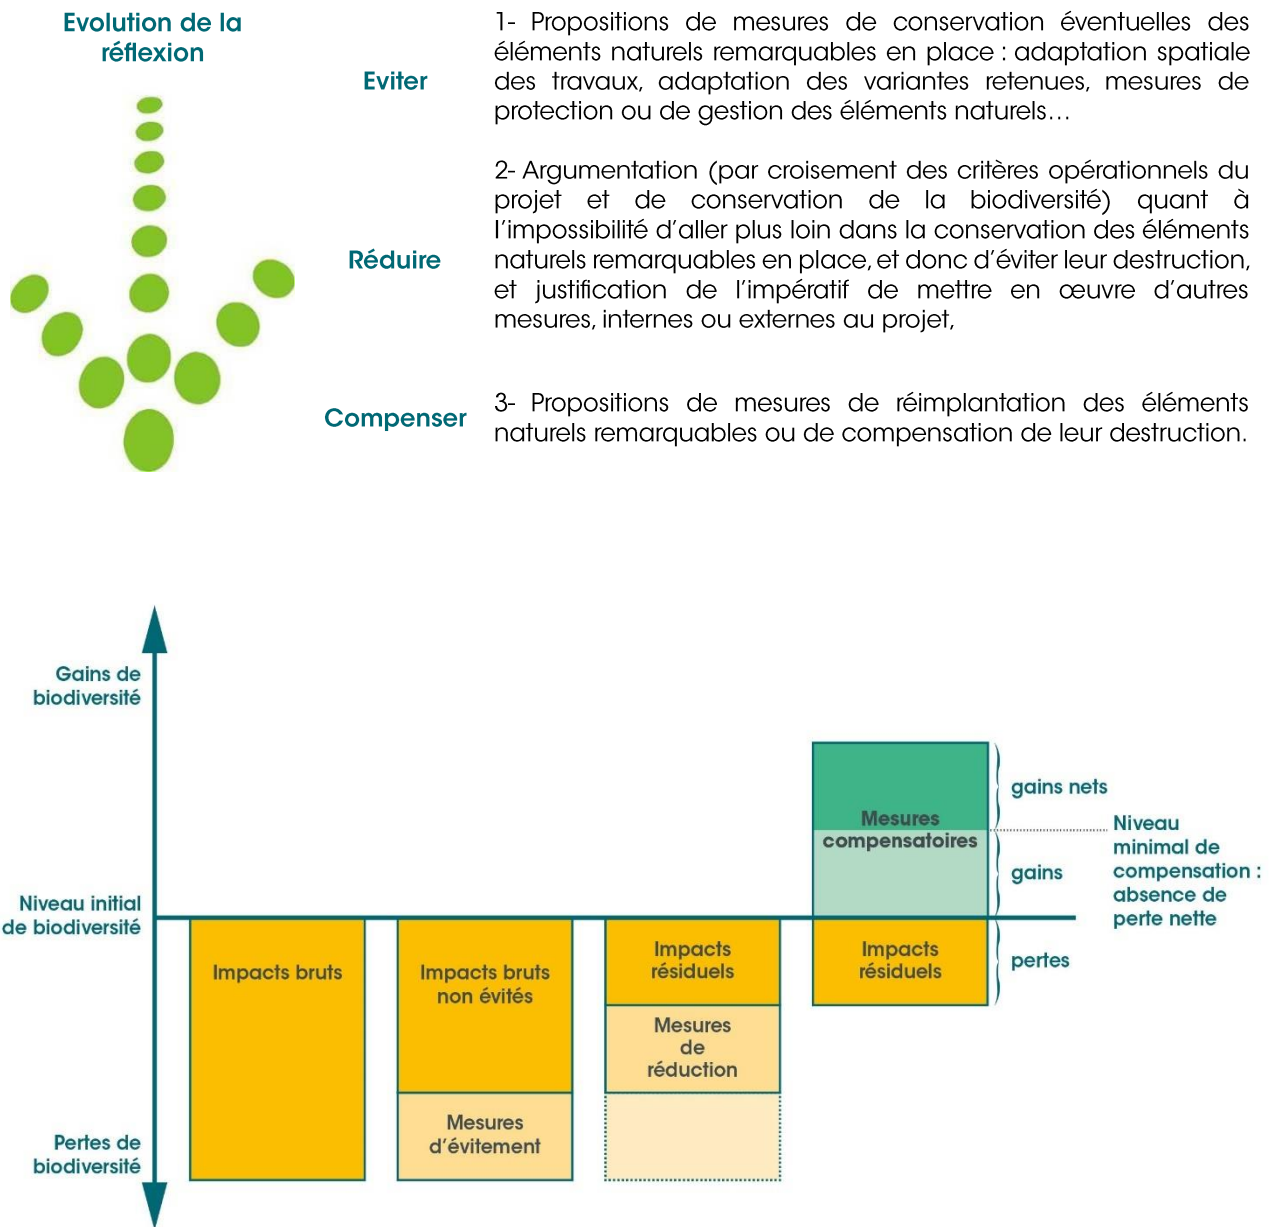 Evolution de la
réflexion
Eviter
1- Propositions de mesures de conservation éventuelles des
éléments naturels remarquables en place : adaptation spatiale
des travaux, adaptation des variantes retenues, mesures de
protection ou de gestion des éléments naturels…
Réduire
2- Argumentation (par croisement des critères opérationnels du
projet et de conservation de la biodiversité) quant à
l’impossibilité d’aller plus loin dans la conservation des éléments
naturels remarquables en place, et donc d’éviter leur destruction,
et justification de l’impératif de mettre en œuvre d’autres
mesures, internes ou externes au projet,
Compenser
3- Propositions de mesures de réimplantation des éléments
naturels remarquables ou de compensation de leur destruction.
Gains de
biodiversité
Niveau initial
de biodiversité
Pertes de
biodiversité
Impacts bruts
Impacts bruts
non évités
Mesures
d’évitement
Impacts
résiduels
Mesures
de
réduction
Mesures
compensatoires
Impacts
résiduels
gains nets
gains
pertes
Niveau
minimal de
compensation :
absence de
perte nette